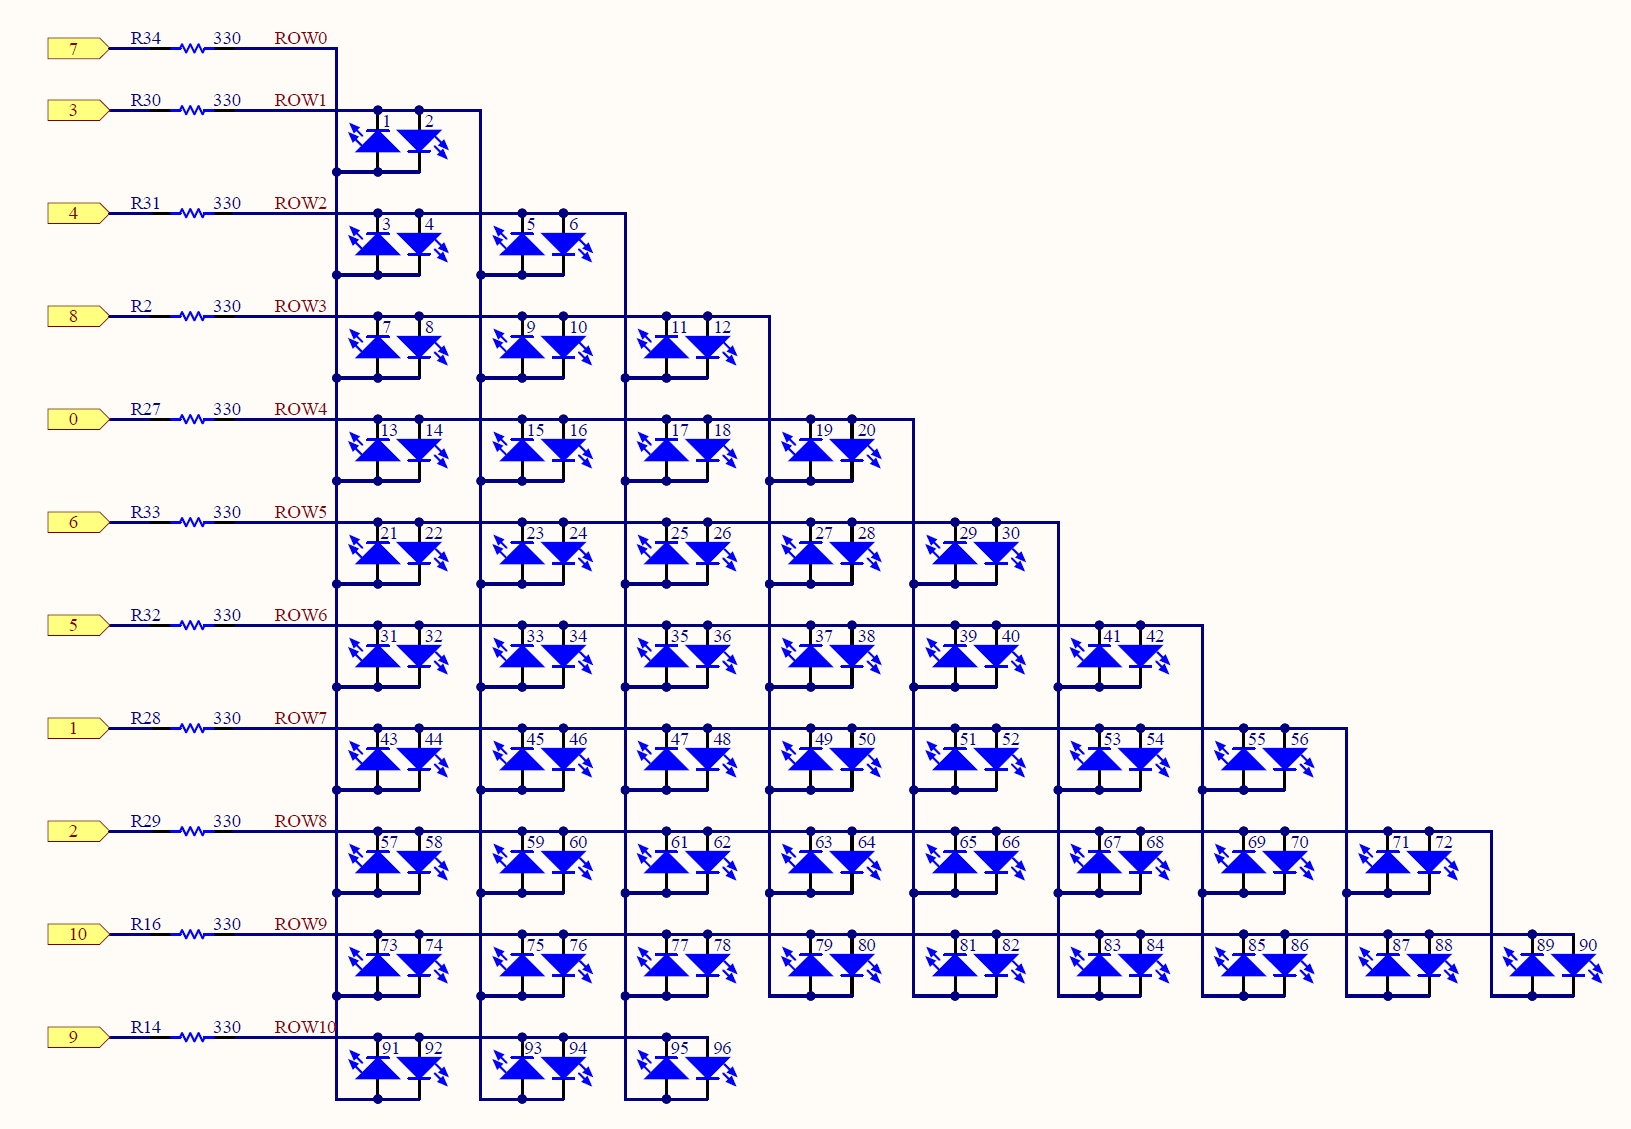 7 R34 330 ROW0
3 R30 330 ROW1
1 2
4 R31 330 ROW2
3 4 5 6
8 R2 330 ROW3
7 8 9 10 11 12
0 R27 330 ROW4
13 14 15 16 17 18 19 20
6 R33 330 ROW5
21 22 23 24 25 26 27 28 29 30
5 R32 330 ROW6
31 32 33 34 35 36 37 38 39 40 41 42
1 R28 330 ROW7
43 44 45 46 47 48 49 50 51 52 53 54 55 56
2 R29 330 ROW8
57 58 59 60 61 62 63 64 65 66 67 68 69 70 71 72
10 R16 330 ROW9
73 74 75 76 77 78 79 80 81 82 83 84 85 86 87 88 89 90
9 R14 330 ROW10
91 92 93 94 95 96